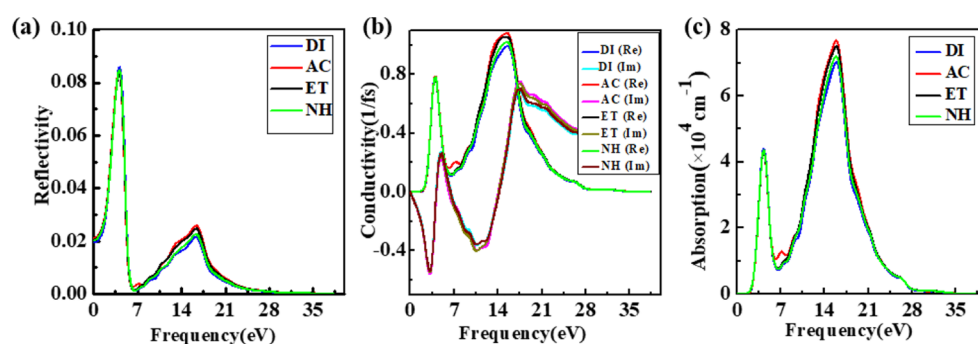 (a)
Reflectivity
0.10
0.08
0.06
0.04
0.02
0.00
0 7 14 21 28 35
Frequency(eV)
DI
AC
ET
NH
(b)
Conductivity(1/fs)
0.8
0.4
0.0
-0.4
0 7 14 21 28 35
Frequency(eV)
DI (Re)
DI (Im)
AC (Re)
AC (Im)
ET (Re)
ET (Im)
NH (Re)
NH (Im)
(c)
Absorption(×10⁴ cm⁻¹)
8
6
4
2
0
0 7 14 21 28 35
Frequency(eV)
DI
AC
ET
NH